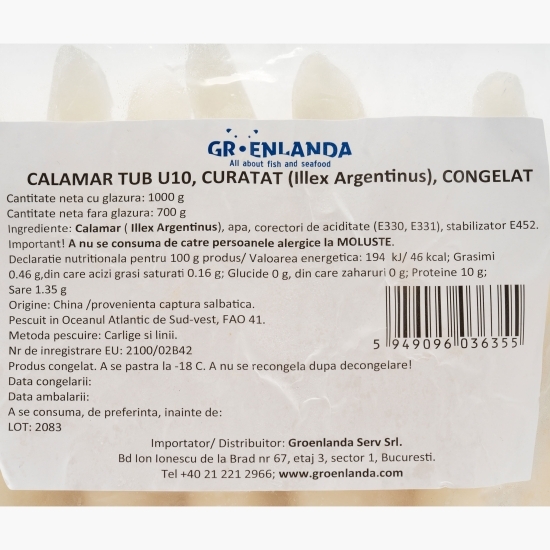 GR•ENLANDA
All about fish and seafood
CALAMAR TUB U10, CURATAT (Illex Argentinus), CONGELAT
Cantitate neta cu glazura: 1000 g
Cantitate neta fara glazura: 700 g
Ingrediente: Calamar ( Illex Argentinus), apa, corectori de aciditate (E330, E331), stabilizator E452.
Important! A nu se consuma de catre persoanele alergice la MOLUSTE.
Declaratie nutritionala pentru 100 g produs/ Valoarea energetica: 194 kJ/ 46 kcal; Grasimi
0.46 g,din care acizi grasi saturati 0.16 g; Glucide 0 g, din care zaharuri 0 g; Proteine 10 g;
Sare 1.35 g
Origine: China /provenienta captura salbatica.
Pescuit in Oceanul Atlantic de Sud-vest, FAO 41.
Metoda pescuire: Carlige si linii.
Nr de inregistrare EU: 2100/02B42
5 949096 036355
Produs congelat. A se pastra la -18 C. A nu se recongela dupa decongelare!
Data congelarii:
Data ambalarii:
A se consuma, de preferinta, inainte de:
LOT: 2083
Importator/ Distribuitor: Groenlanda Serv Srl.
Bd Ion Ionescu de la Brad nr 67, etaj 3, sector 1, Bucuresti.
Tel +40 21 221 2966; www.groenlanda.com